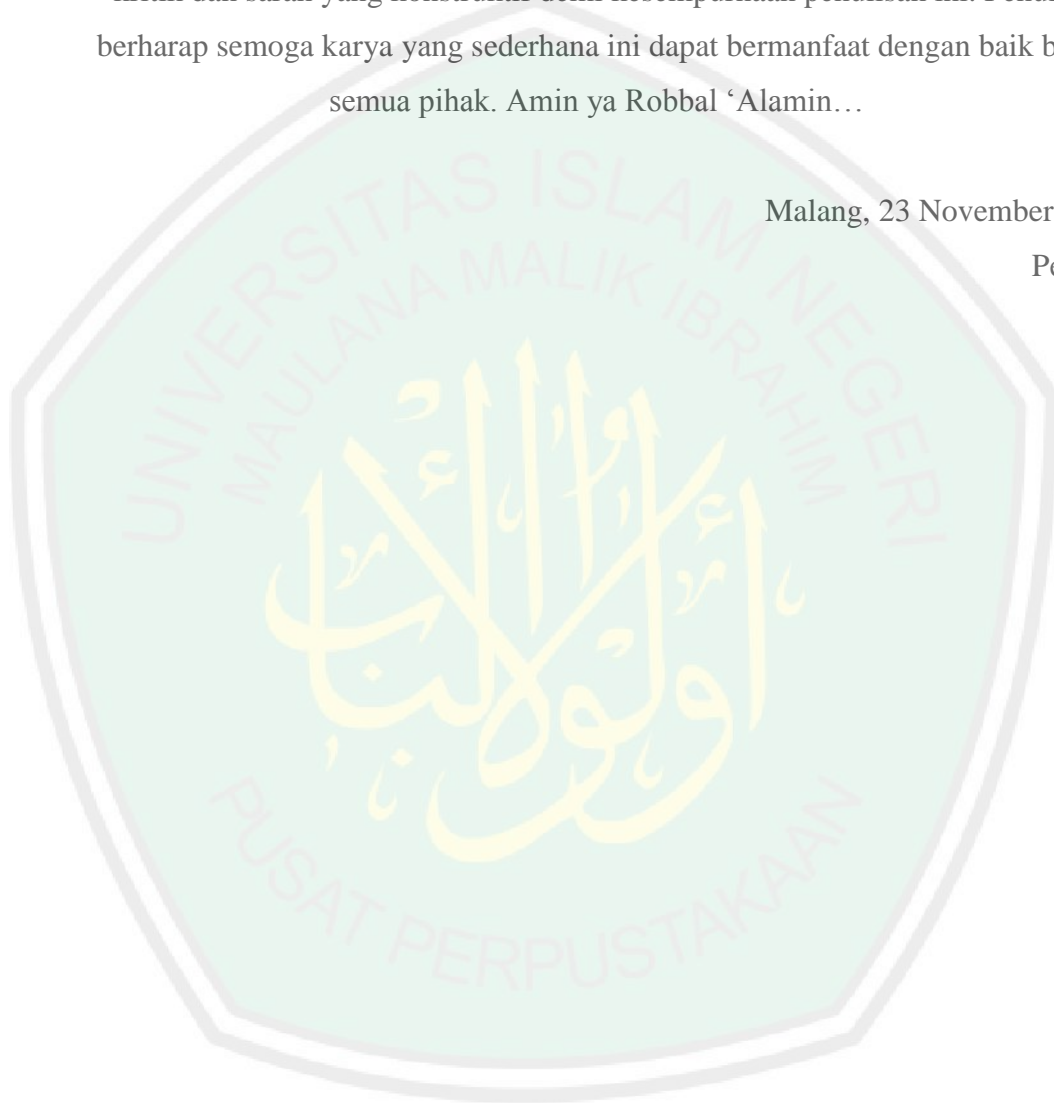 berharap semoga karya yang sederhana ini dapat bermanfaat dengan baik b
semua pihak. Amin ya Robbal ‘Alamin…
Malang, 23 November
Pe
UNIVERSITAS ISLAM NEGERI
MAULANA MALIK IBRAHIM
أولوا الألباب
PUSAT PERPUSTAKAAN